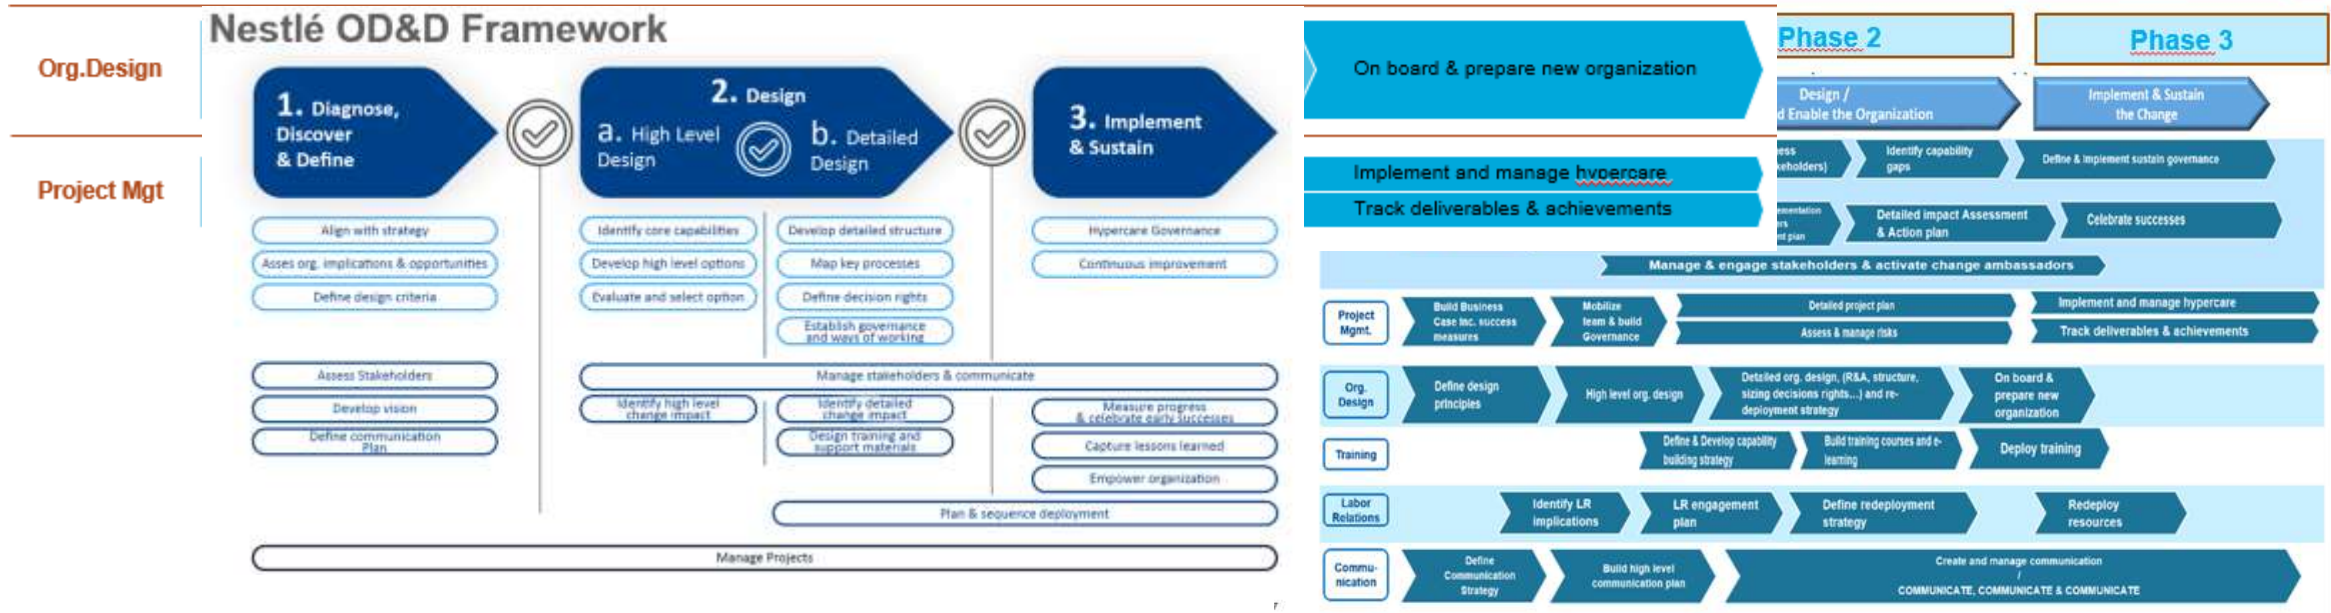 Org.Design
Project Mgt
Nestlé OD&D Framework
1. Diagnose,
Discover
& Define
2. Design
a. High Level
Design
b. Detailed
Design
3. Implement
& Sustain
Align with strategy
Asses org. implications & opportunities
Define design criteria
Identify core capabilities
Develop high level options
Evaluate and select option
Develop detailed structure
Map key processes
Define decision rights
Establish governance
and ways of working
Hypercare Governance
Continuous improvement
Assess Stakeholders
Develop vision
Define communication
Plan
Manage stakeholders & communicate
Identify high level
change impact
Identify detailed
change impact
Design training and
support materials
Measure progress
& celebrate early successes
Capture lessons learned
Empower organization
Plan & sequence deployment
Manage Projects
On board & prepare new organization
Implement and manage hypercare
Track deliverables & achievements
Phase 2
Phase 3
Design /
d Enable the Organization
Implement & Sustain
the Change
ess
keholders)
Identify capability
gaps
Define & Implement sustain governance
ementation
rs
nt plan
Detailed impact Assessment
& Action plan
Celebrate successes
Manage & engage stakeholders & activate change ambassadors
Project
Mgmt.
Build Business
Case Inc. success
measures
Mobilize
team & build
Governance
Detailed project plan
Assess & manage risks
Implement and manage hypercare
Track deliverables & achievements
Org.
Design
Define design
principles
High level org. design
Detailed org. design, (R&A, structure,
sizing decisions rights...) and re-
deployment strategy
On board &
prepare new
organization
Training
Define & Develop capability
building strategy
Build training courses and e-
learning
Deploy training
Labor
Relations
Identify LR
implications
LR engagement
plan
Define redeployment
strategy
Redeploy
resources
Commu-
nication
Define
Communication
Strategy
Build high level
communication plan
Create and manage communication
/
COMMUNICATE, COMMUNICATE & COMMUNICATE